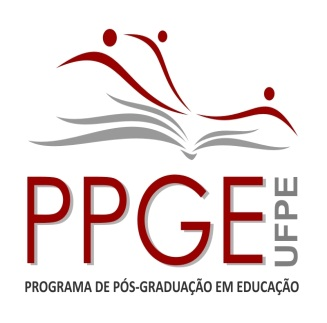 PPGE
UFPE
PROGRAMA DE PÓS-GRADUAÇÃO EM EDUCAÇÃO